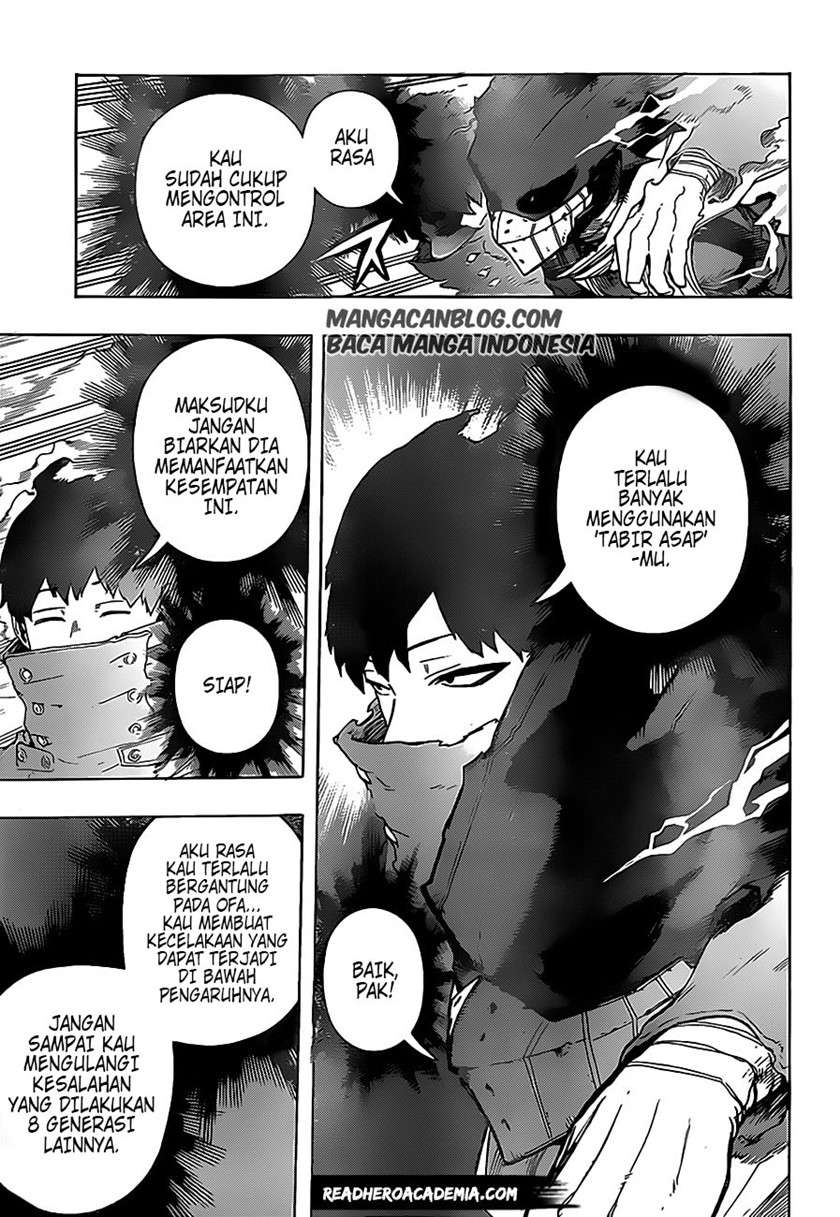 AKU
RASA
KAU
SUDAH CUKUP
MENGONTROL
AREA INI.
MANGACANBLOG.COM
BACA MANGA INDONESIA
KAU
TERLALU
BANYAK
MENGGUNAKAN
'TABIR ASAP'
-MU.
BAIK,
PAK!
MAKSUDKU
JANGAN
BIARKAN DIA
MEMANFAATKAN
KESEMPATAN
INI.
SIAP!
AKU RASA
KAU TERLALU
BERGANTUNG
PADA OFA...
KAU MEMBUAT
KECELAKAAN YANG
DAPAT TERJADI
DI BAWAH
PENGARUHNYA.
JANGAN
SAMPAI KAU
MENGULANGI
KESALAHAN
YANG DILAKUKAN
8 GENERASI
LAINNYA.
READHEROACADEMIA.COM